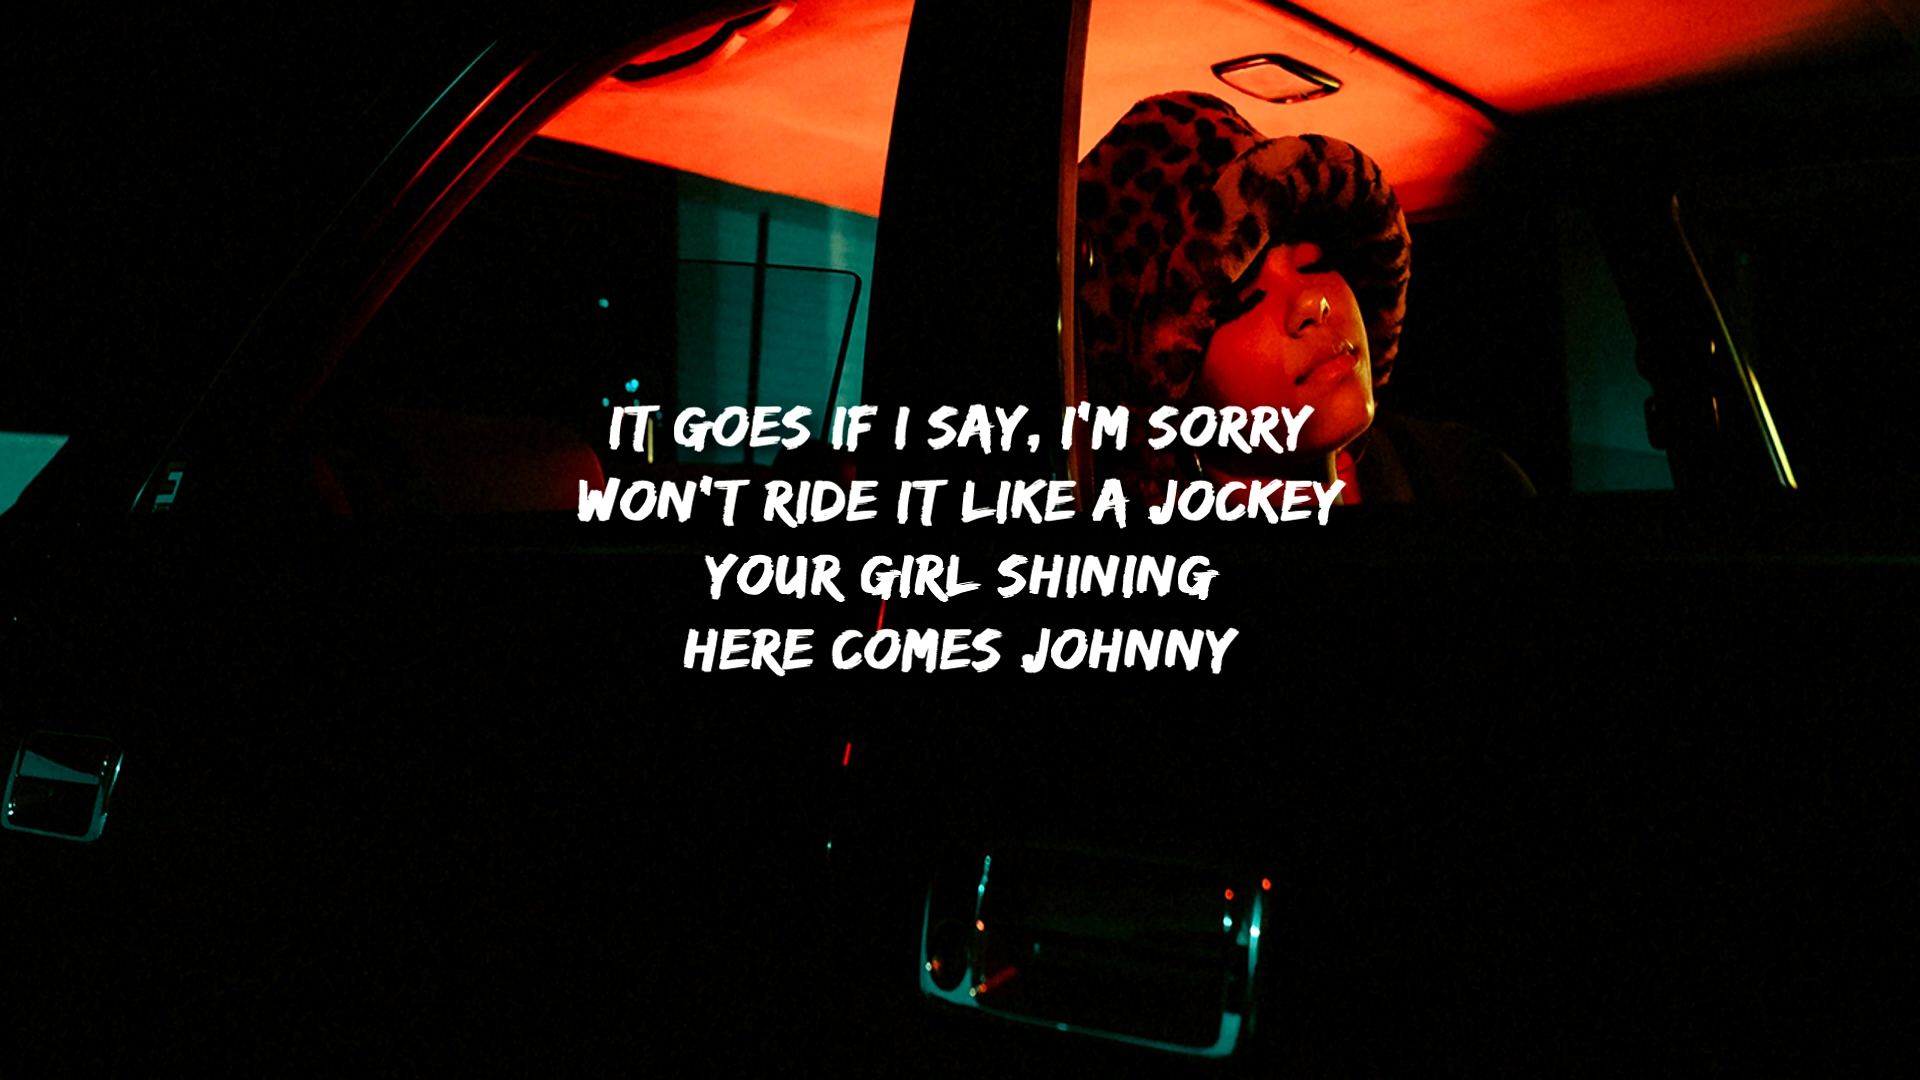 IT GOES IF I SAY, I'M SORRY
WON'T RIDE IT LIKE A JOCKEY
YOUR GIRL SHINING
HERE COMES JOHNNY